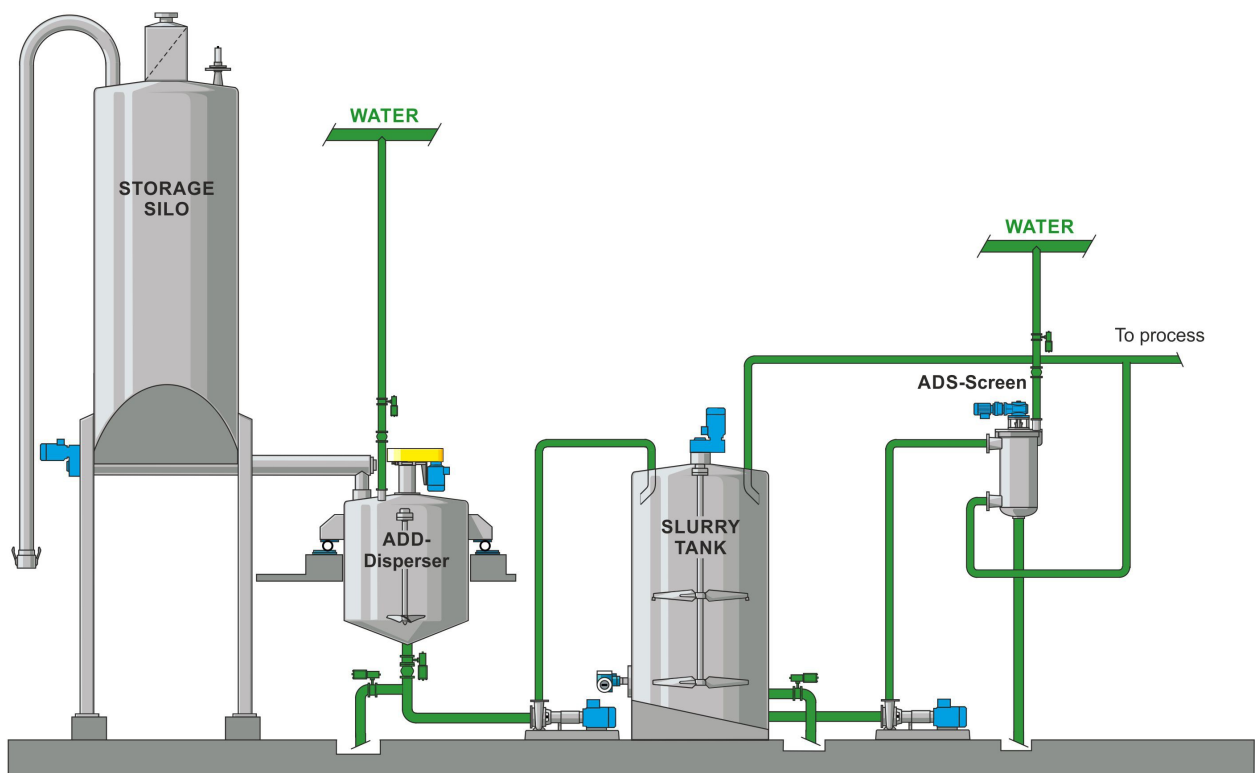 WATER
STORAGE
SILO
WATER
To process
ADS-Screen
ADD-
Disperser
SLURRY
TANK